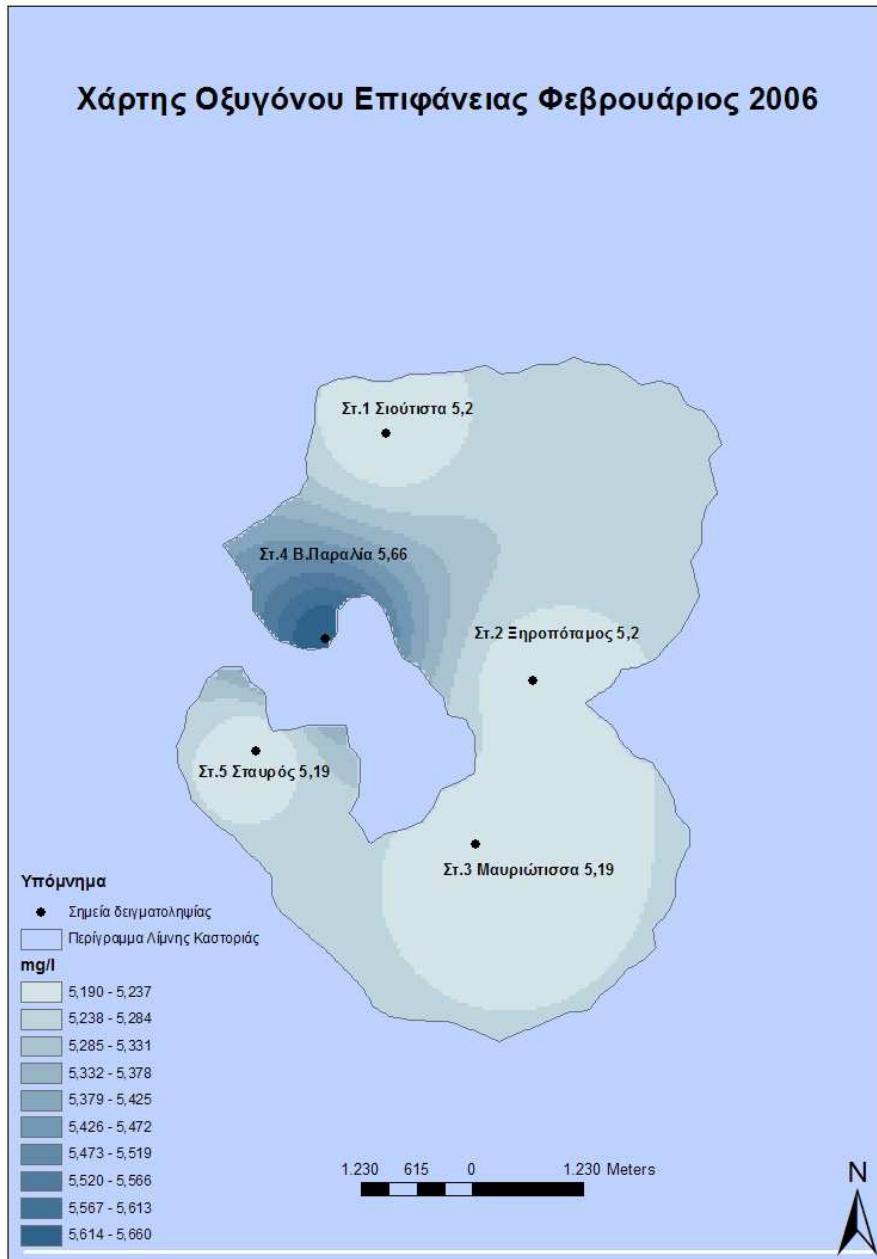 Χάρτης Οξυγόνου Επιφάνειας Φεβρουάριος 2006
Στ.1 Σιούτιστα 5,2
Στ.4 Β.Παραλία 5,66
Στ.2 Ξηροπόταμος 5,2
Στ.5 Σταυρός 5,19
Στ.3 Μαυριώτισσα 5,19
Υπόμνημα
Σημεία δειγματοληψίας
Περίγραμμα Λίμνης Καστοριάς
mg/l
5,190 - 5,237
5,238 - 5,284
5,285 - 5,331
5,332 - 5,378
5,379 - 5,425
5,426 - 5,472
5,473 - 5,519
5,520 - 5,566
5,567 - 5,613
5,614 - 5,660
1.230 615 0 1.230 Meters
N